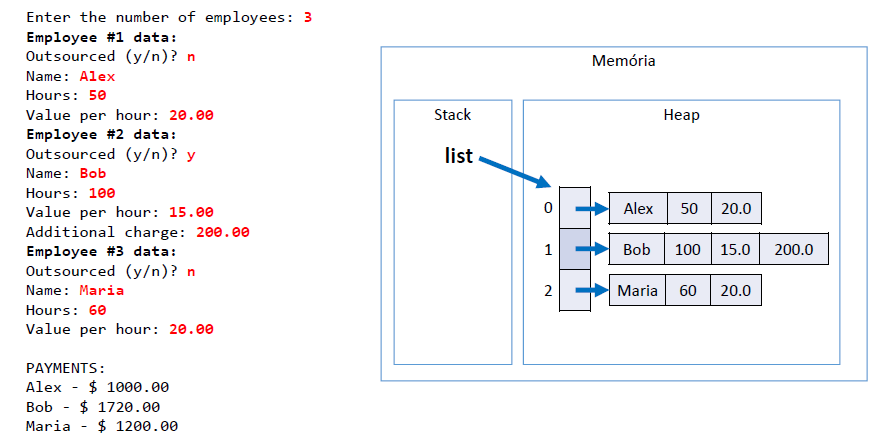 Enter the number of employees: 3
Employee #1 data:
Outsourced (y/n)? n
Name: Alex
Hours: 50
Value per hour: 20.00
Employee #2 data:
Outsourced (y/n)? y
Name: Bob
Hours: 100
Value per hour: 15.00
Additional charge: 200.00
Employee #3 data:
Outsourced (y/n)? n
Name: Maria
Hours: 60
Value per hour: 20.00
PAYMENTS:
Alex - $ 1000.00
Bob - $ 1720.00
Maria - $ 1200.00
Memória
Stack
Heap
list
0 Alex 50 20.0
1 Bob 100 15.0 200.0
2 Maria 60 20.0